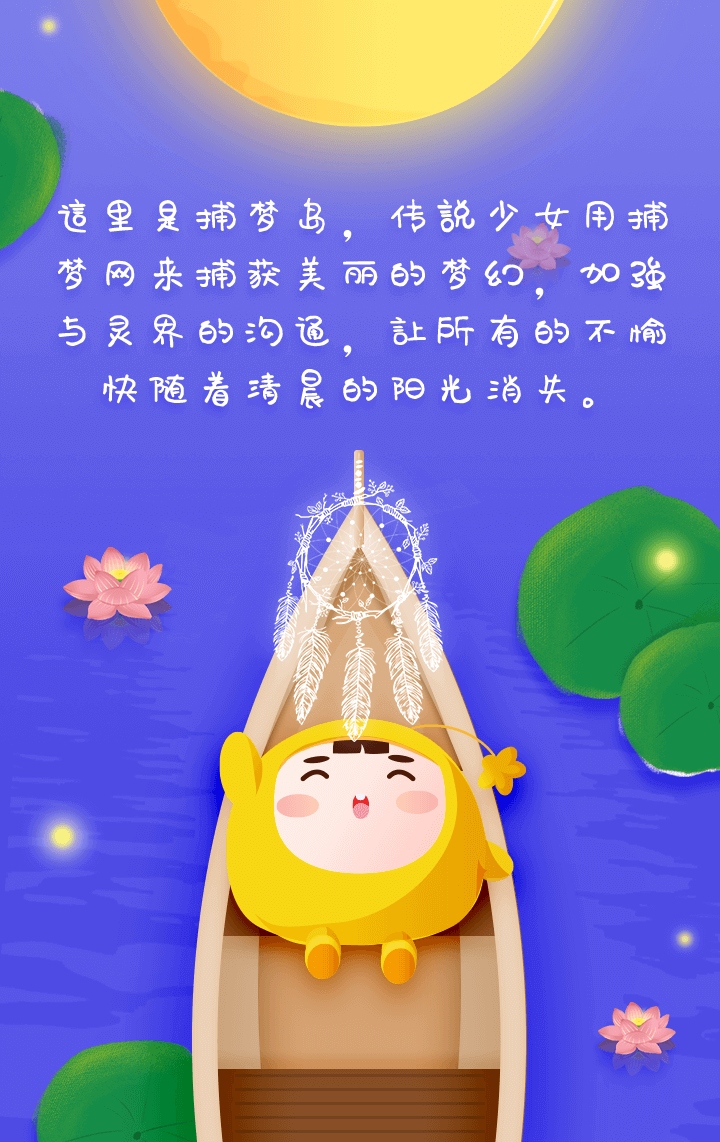 這里是捕梦岛，传説少女用捕
梦网来捕获美丽的梦幻，加強
与灵界的沟通，討所有的不愉
快随着清晨的阳光消失。